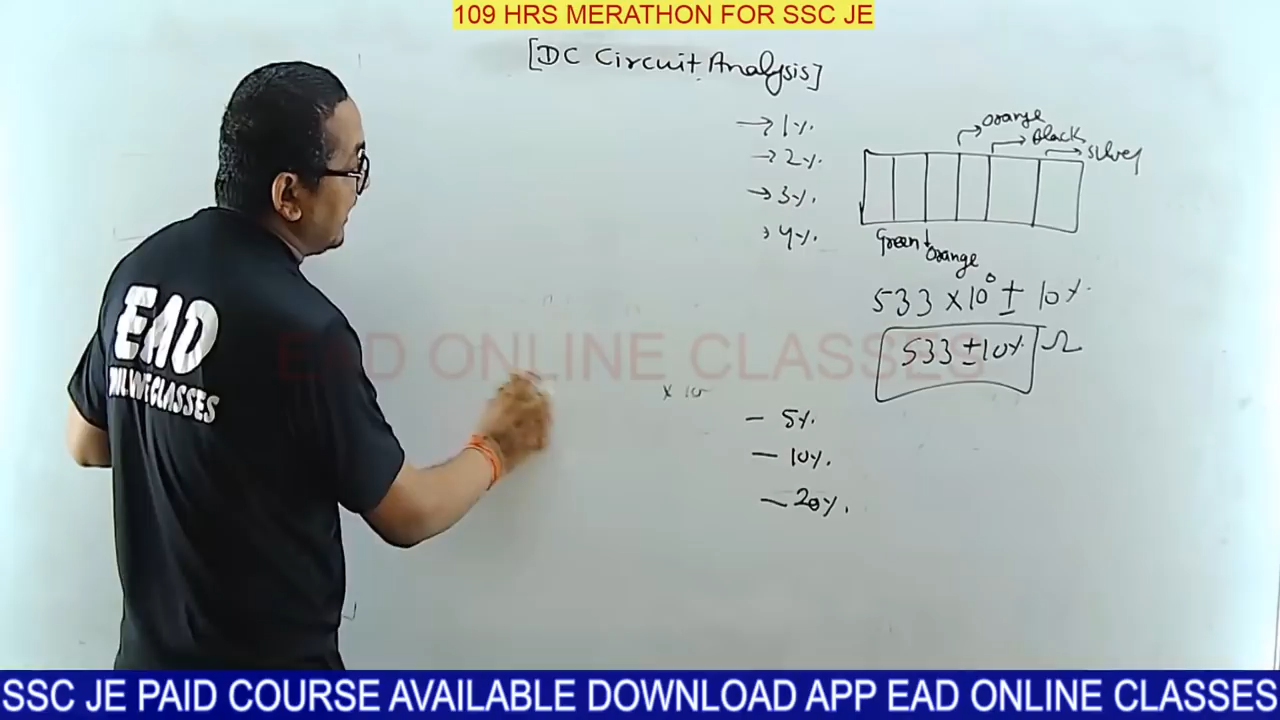 109 HRS MERATHON FOR SSC JE
[DC Circuit Analysis]
→ 1%.
→ 2%.
→ 3%.
→ 4%.
orange
Black
silver
Green
orange
533 × 10⁰ ± 10%.
533 ± 10% Ω
EAD
ONLINE CLASSES
EAD ONLINE CLASSES
× 10
— 5%.
— 10%.
— 20%.
SSC JE PAID COURSE AVAILABLE DOWNLOAD APP EAD ONLINE CLASSES